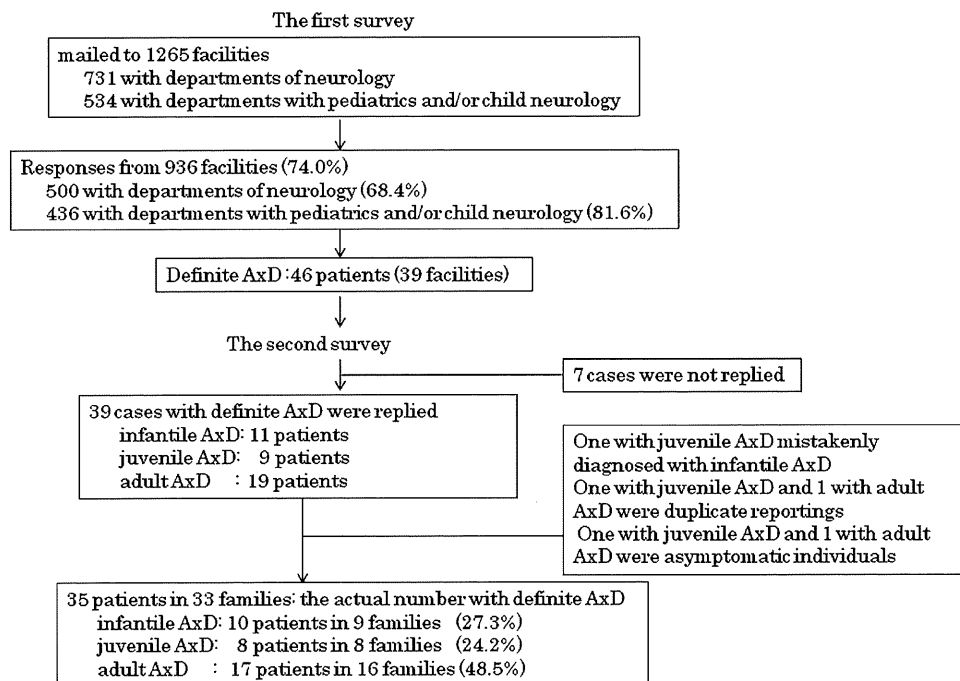 The first survey
mailed to 1265 facilities
731 with departments of neurology
534 with departments with pediatrics and/or child neurology
Responses from 936 facilities (74.0%)
500 with departments of neurology (68.4%)
436 with departments with pediatrics and/or child neurology (81.6%)
Definite AxD :46 patients (39 facilities)
The second survey
7 cases were not replied
39 cases with definite AxD were replied
infantile AxD: 11 patients
juvenile AxD: 9 patients
adult AxD : 19 patients
One with juvenile AxD mistakenly
diagnosed with infantile AxD
One with juvenile AxD and 1 with adult
AxD were duplicate reportings
One with juvenile AxD and 1 with adult
AxD were asymptomatic individuals
35 patients in 33 families: the actual number with definite AxD
infantile AxD: 10 patients in 9 families (27.3%)
juvenile AxD: 8 patients in 8 families (24.2%)
adult AxD : 17 patients in 16 families (48.5%)